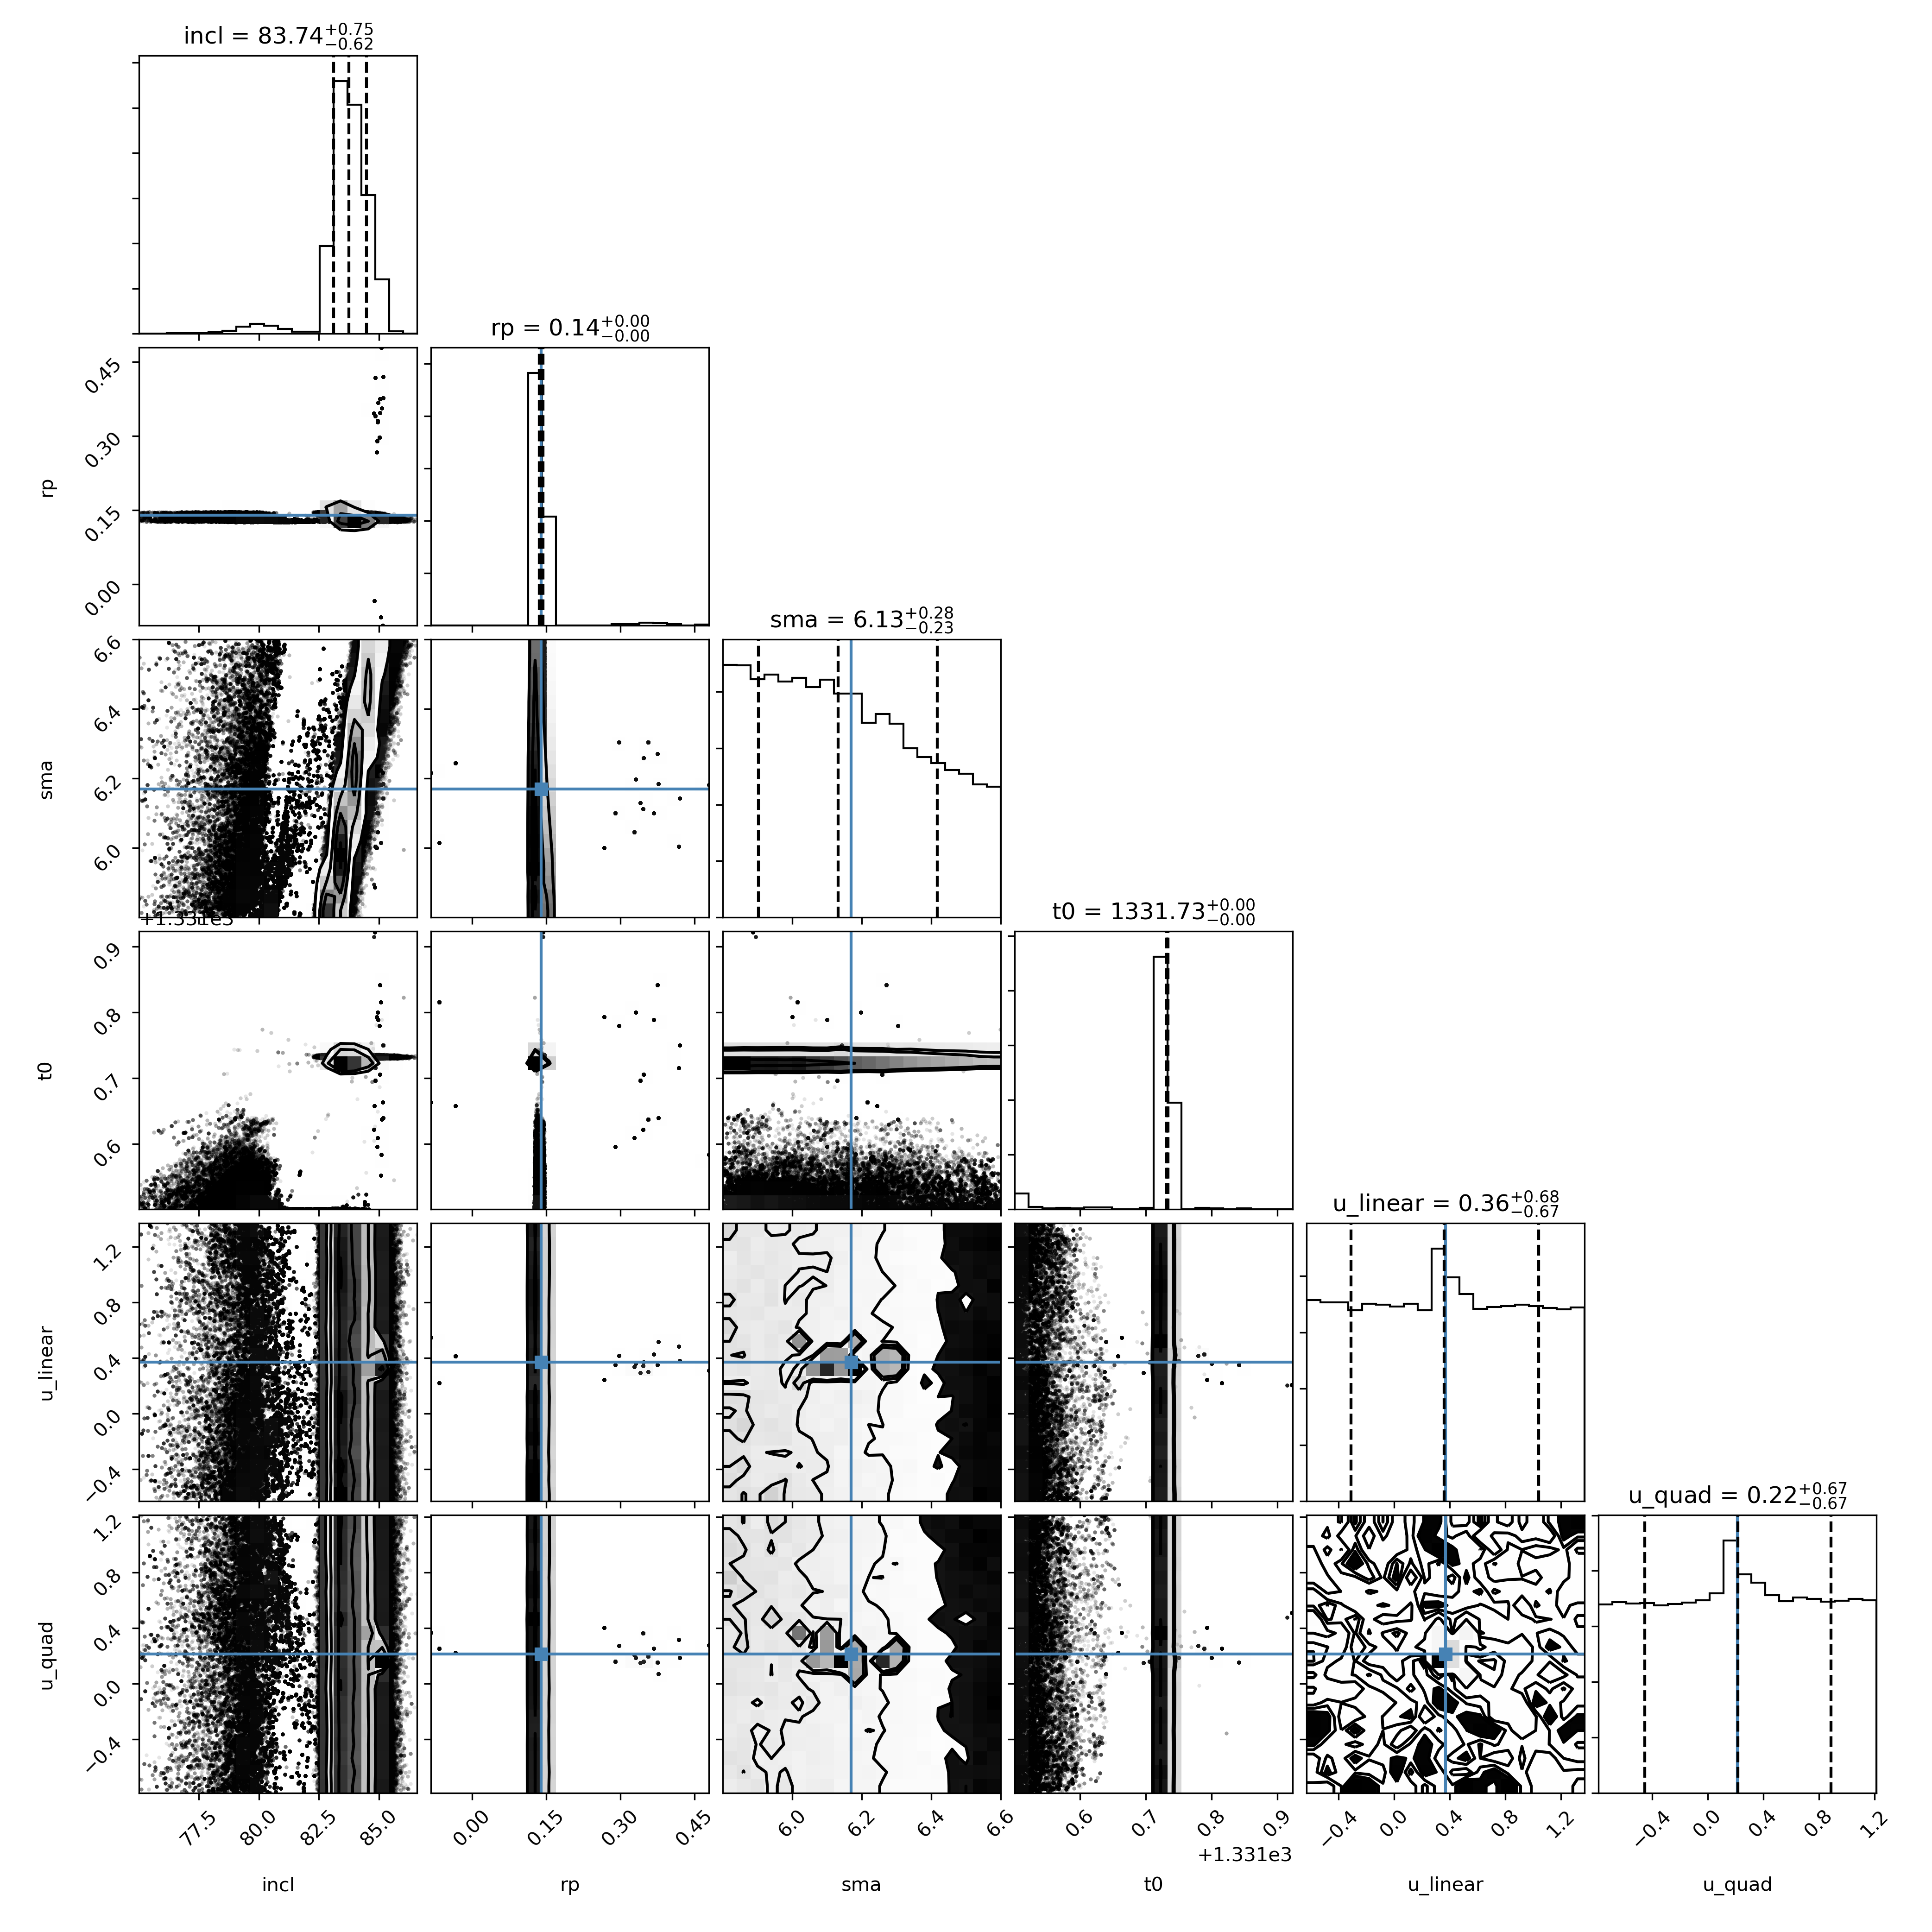 incl = 83.74 +0.75 −0.62
rp = 0.14 +0.00 −0.00
0.45
0.30
0.15
0.00
rp
sma = 6.13 +0.28 −0.23
6.6
6.4
6.2
6.0
sma
+1.331e3
t0 = 1331.73 +0.00 −0.00
0.9
0.8
0.7
0.6
t0
u_linear = 0.36 +0.68 −0.67
1.2
0.8
0.4
0.0
−0.4
u_linear
u_quad = 0.22 +0.67 −0.67
1.2
0.8
0.4
0.0
−0.4
u_quad
77.5 80.0 82.5 85.0
0.00 0.15 0.30 0.45
6.0 6.2 6.4 6.6
0.6 0.7 0.8 0.9
−0.4 0.0 0.4 0.8 1.2
−0.4 0.0 0.4 0.8 1.2
+1.331e3
incl rp sma t0 u_linear u_quad